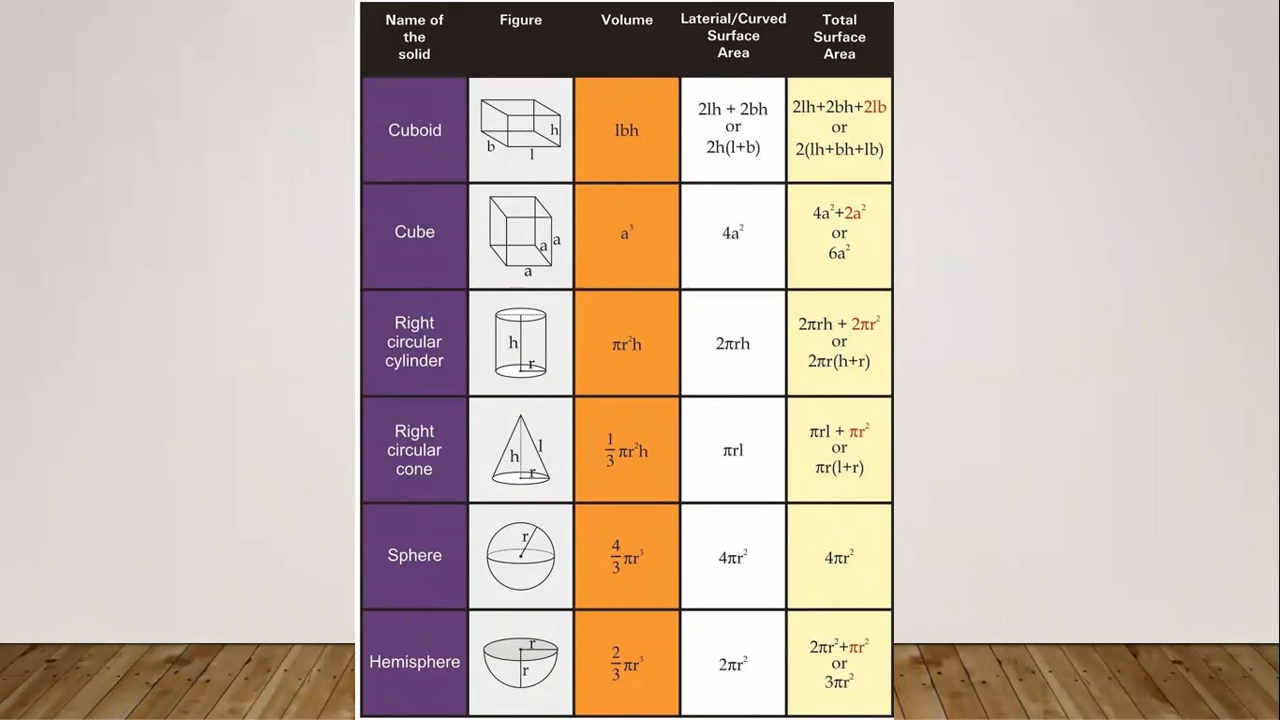 Name of
the
solid
Figure
Volume
Laterial/Curved
Surface
Area
Total
Surface
Area
Cuboid
h
b
l
lbh
2lh + 2bh
or
2h(l+b)
2lh+2bh+2lb
or
2(lh+bh+lb)
Cube
a
a
a
a³
4a²
4a²+2a²
or
6a²
Right
circular
cylinder
h
r
πr²h
2πrh
2πrh + 2πr²
or
2πr(h+r)
Right
circular
cone
l
h
r
1/3 πr²h
πrl
πrl + πr²
or
πr(l+r)
Sphere
r
4/3 πr³
4πr²
4πr²
Hemisphere
r
r
2/3 πr³
2πr²
2πr²+πr²
or
3πr²